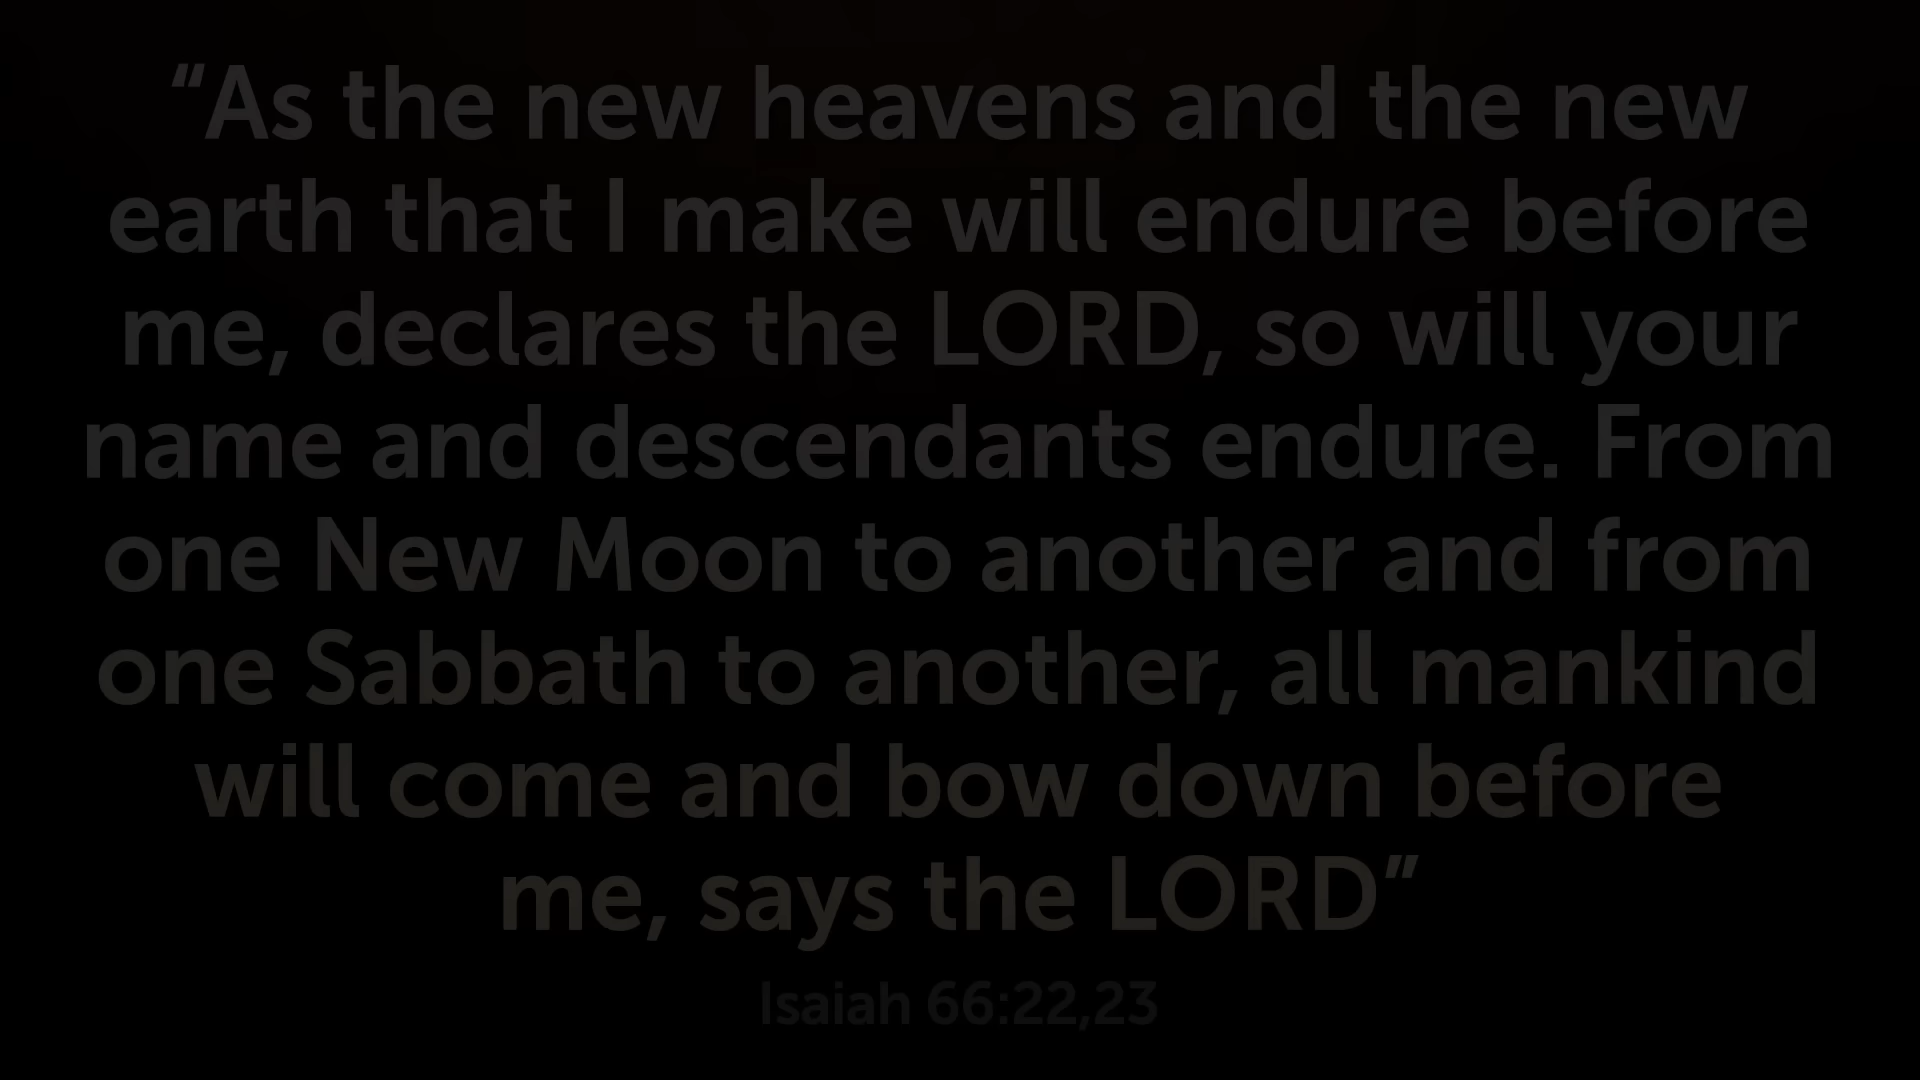 “As the new heavens and the new
earth that I make will endure before
me, declares the LORD, so will your
name and descendants endure. From
one New Moon to another and from
one Sabbath to another, all mankind
will come and bow down before
me, says the LORD”
Isaiah 66:22,23